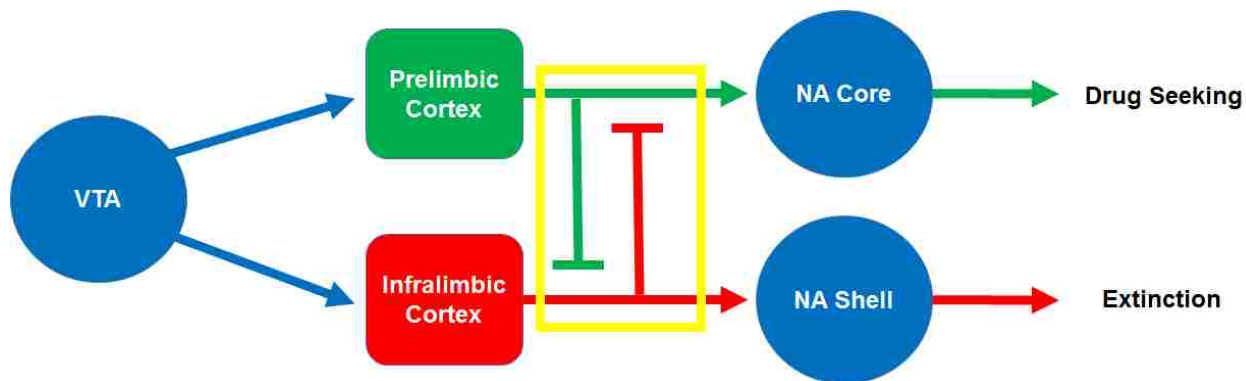 Prelimbic
Cortex
NA Core
Drug Seeking
VTA
Infralimbic
Cortex
NA Shell
Extinction